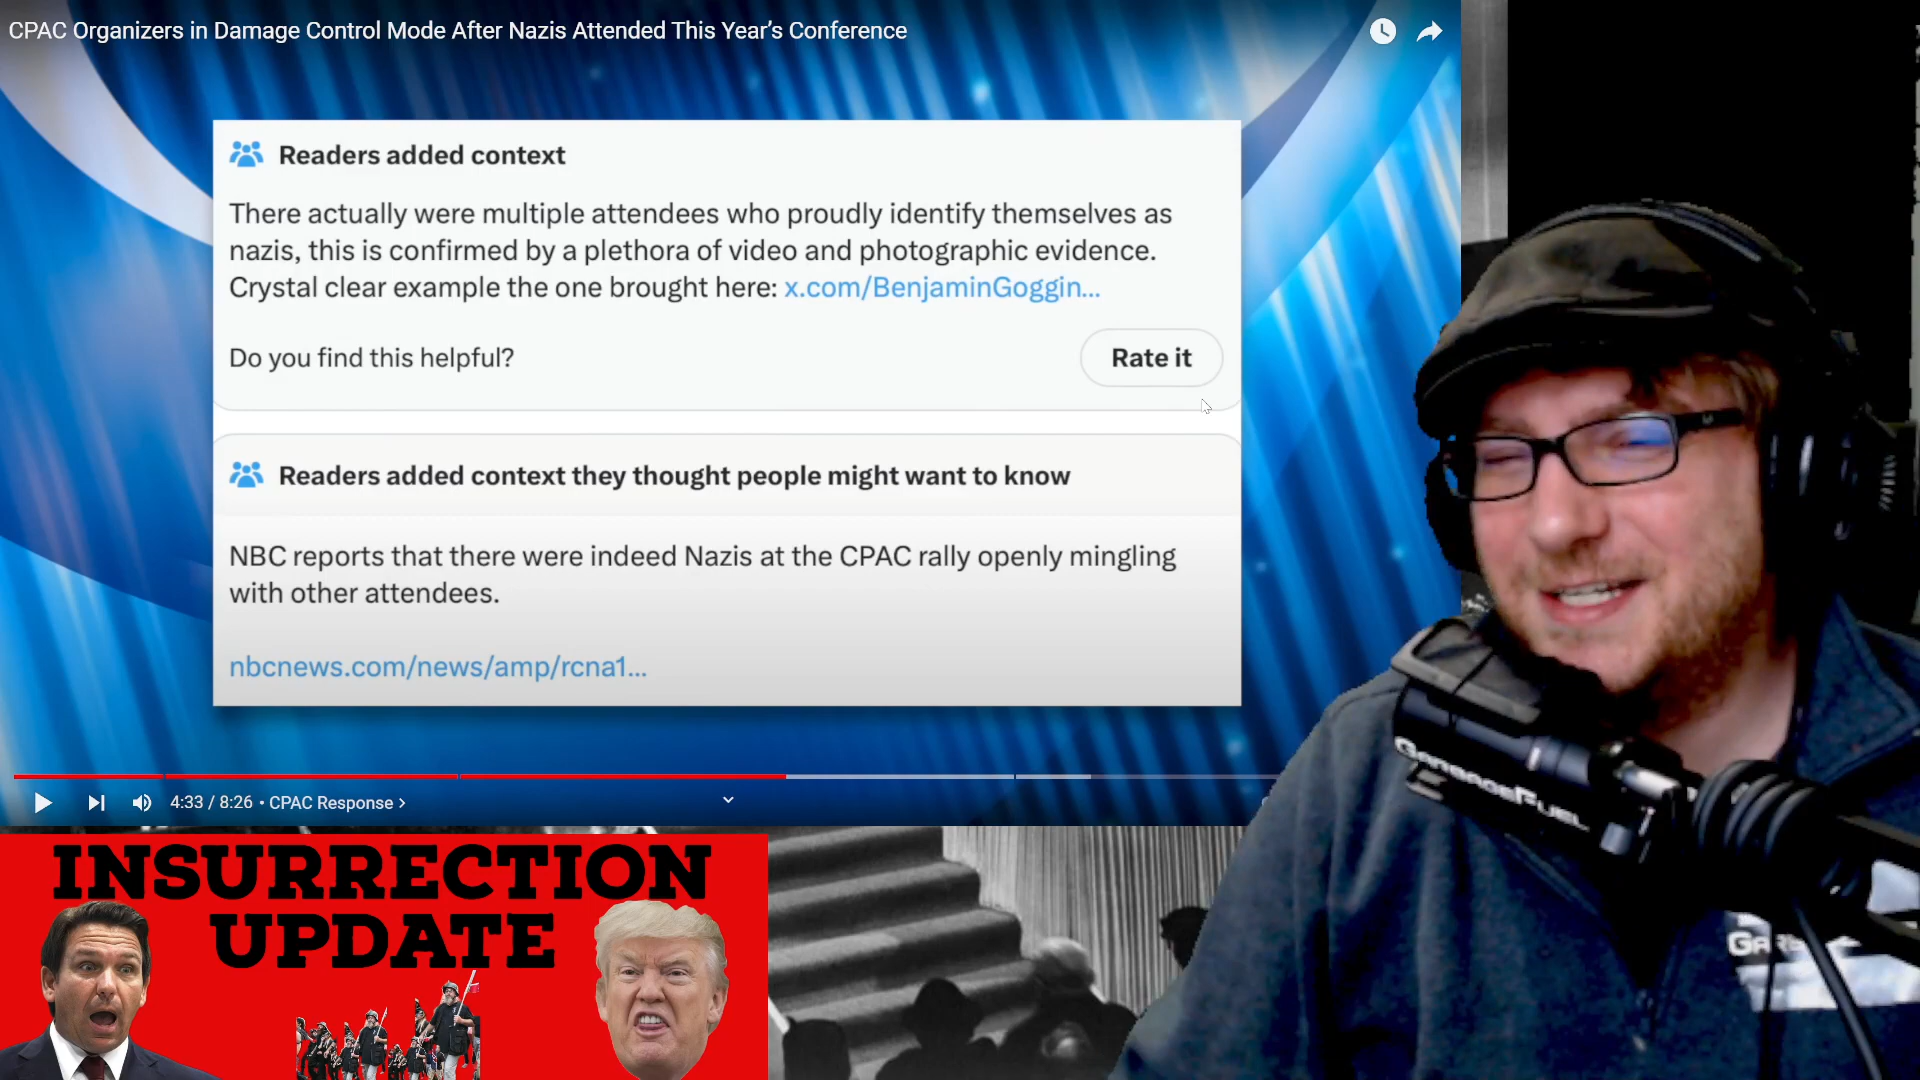 CPAC Organizers in Damage Control Mode After Nazis Attended This Year’s Conference
Readers added context
There actually were multiple attendees who proudly identify themselves as
nazis, this is confirmed by a plethora of video and photographic evidence.
Crystal clear example the one brought here: x.com/BenjaminGoggin...
Do you find this helpful?
Rate it
Readers added context they thought people might want to know
NBC reports that there were indeed Nazis at the CPAC rally openly mingling
with other attendees.
nbcnews.com/news/amp/rcna1...
4:33 / 8:26 • CPAC Response >
INSURRECTION
UPDATE